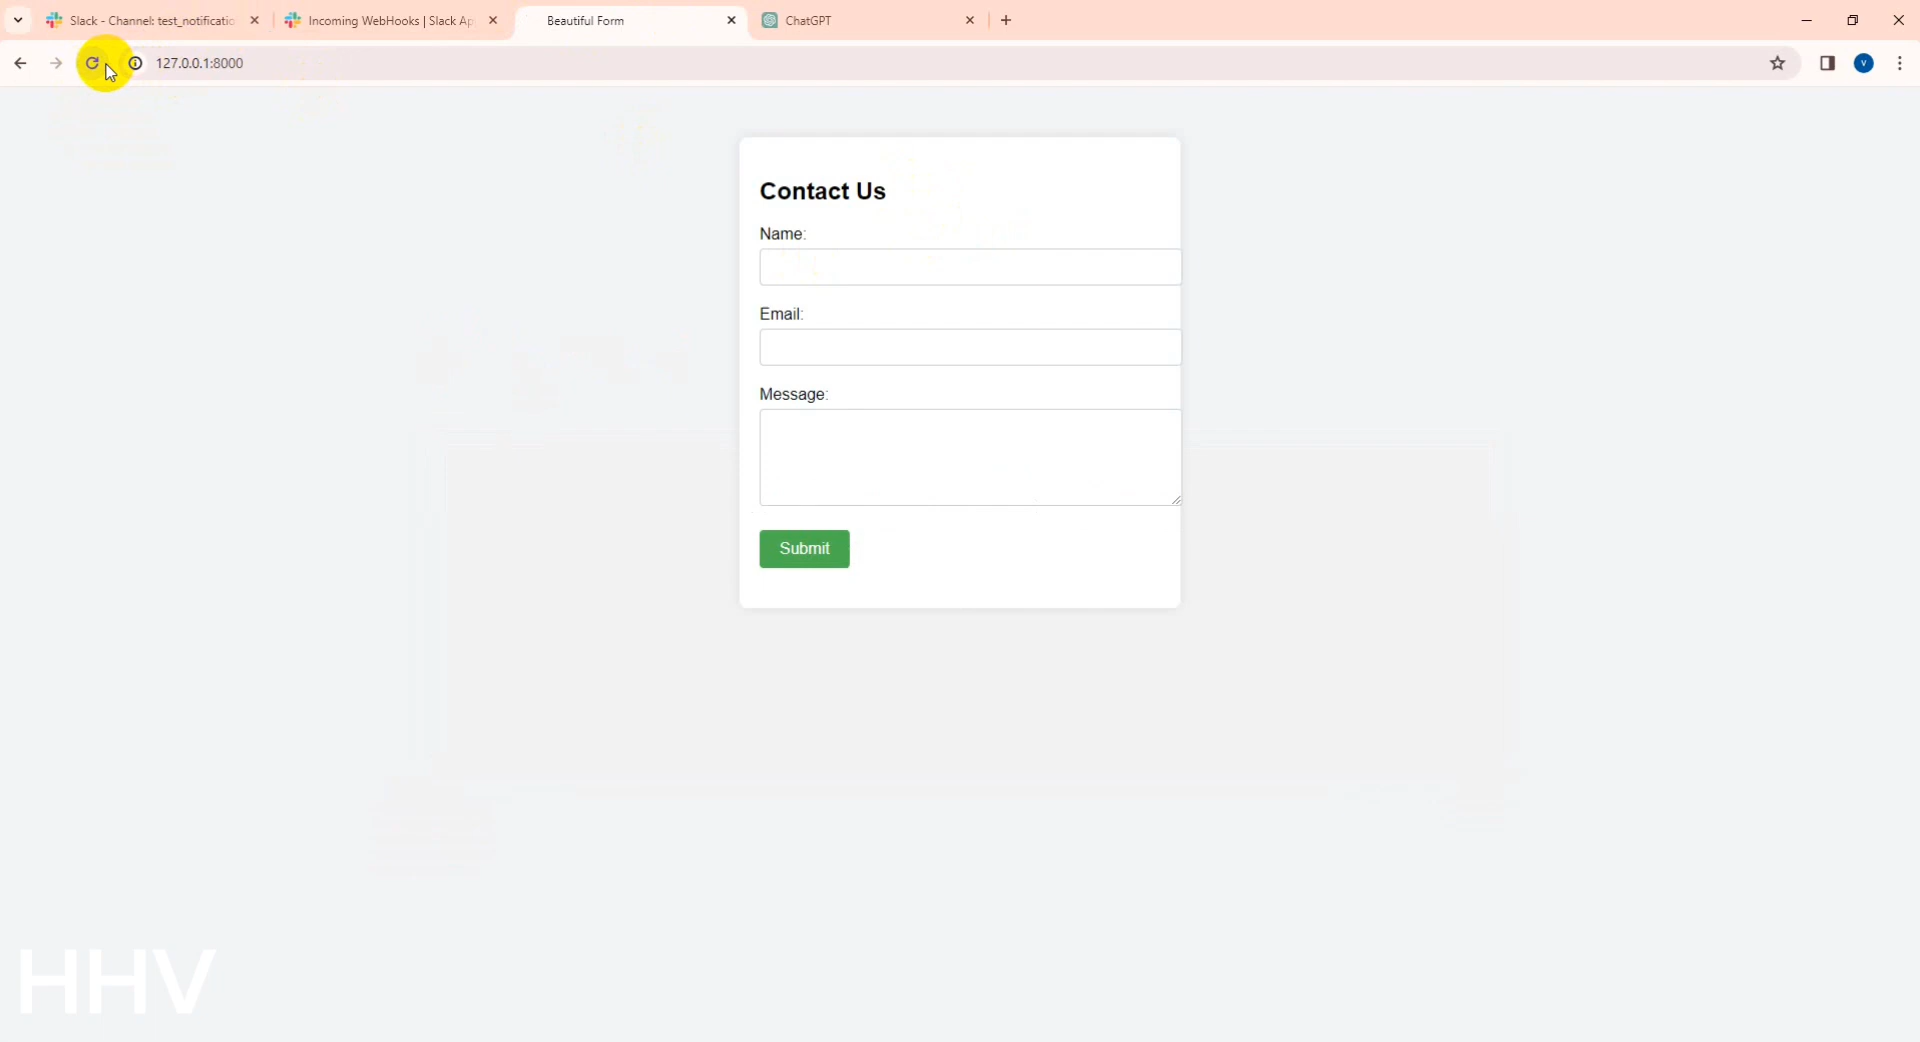 Slack - Channel: test_notificatio
Incoming WebHooks | Slack Ap
Beautiful Form
ChatGPT
127.0.0.1:8000
V
Contact Us
Name:
Email:
Message:
Submit
HHV